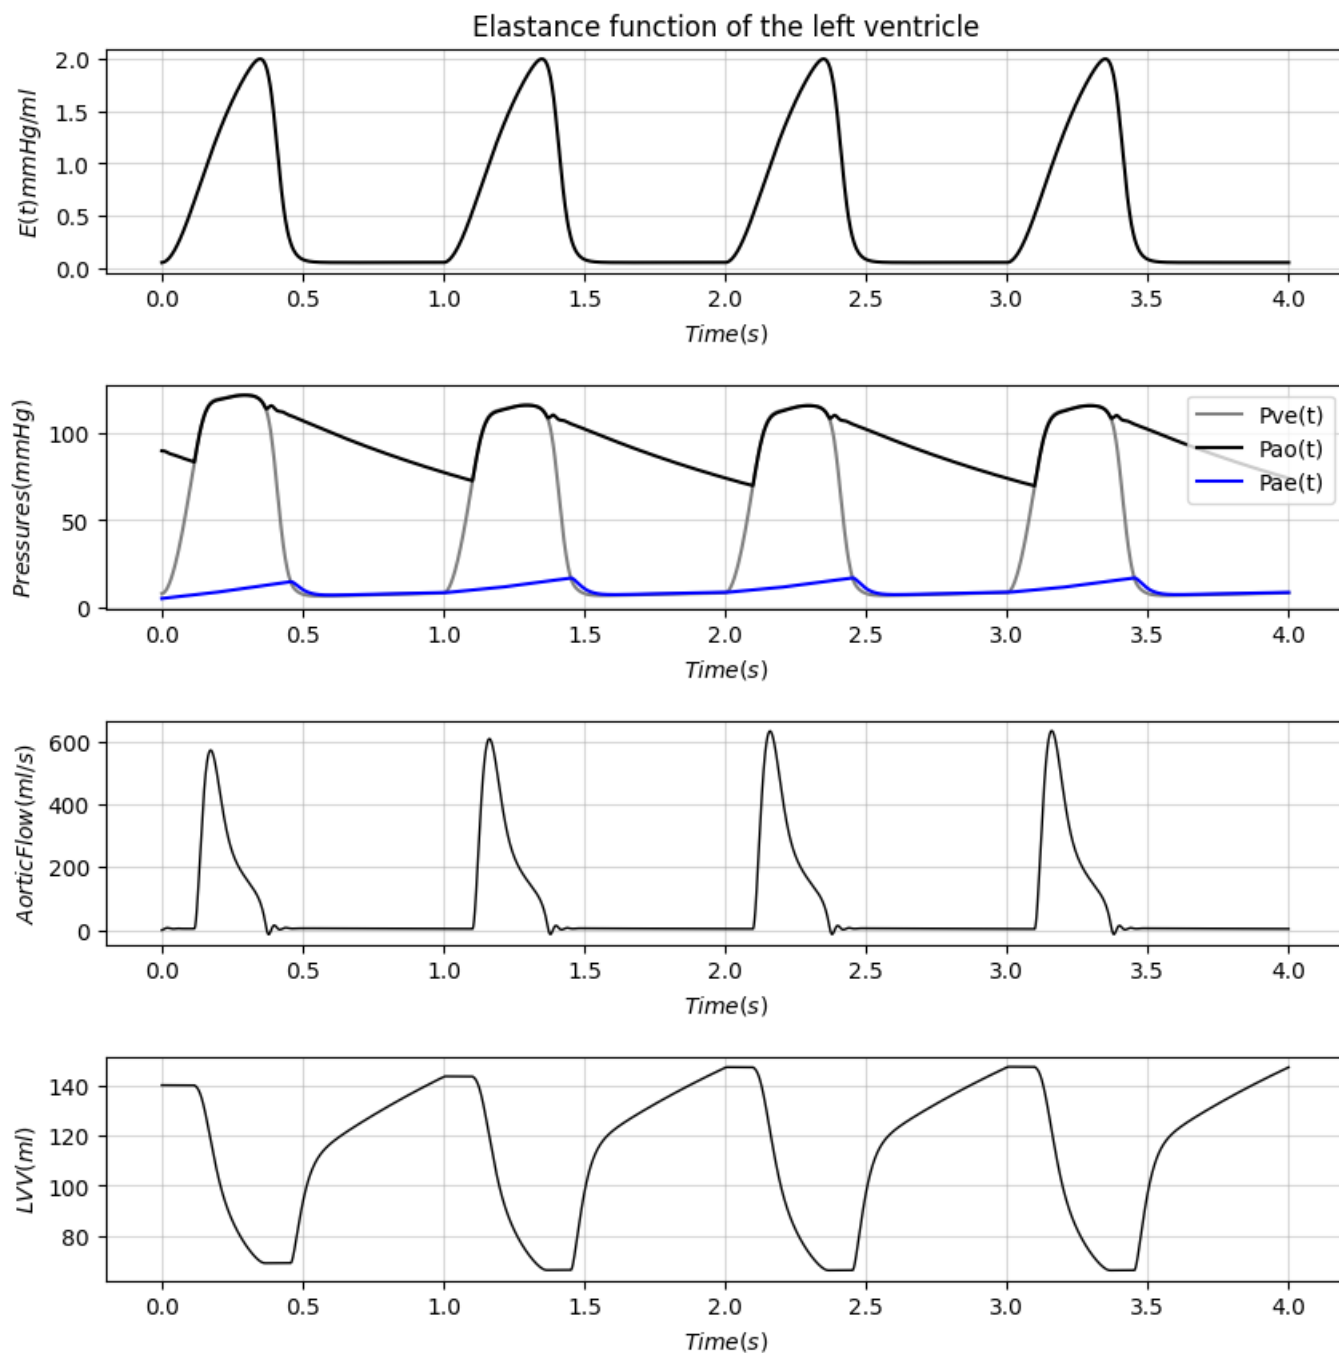 Elastance function of the left ventricle
E(t)mmHg/ml
2.0
1.5
1.0
0.5
0.0
0.0 0.5 1.0 1.5 2.0 2.5 3.0 3.5 4.0
Time(s)
Pressures(mmHg)
100
50
0
Pve(t)
Pao(t)
Pae(t)
0.0 0.5 1.0 1.5 2.0 2.5 3.0 3.5 4.0
Time(s)
AorticFlow(ml/s)
600
400
200
0
0.0 0.5 1.0 1.5 2.0 2.5 3.0 3.5 4.0
Time(s)
LVV(ml)
140
120
100
80
0.0 0.5 1.0 1.5 2.0 2.5 3.0 3.5 4.0
Time(s)